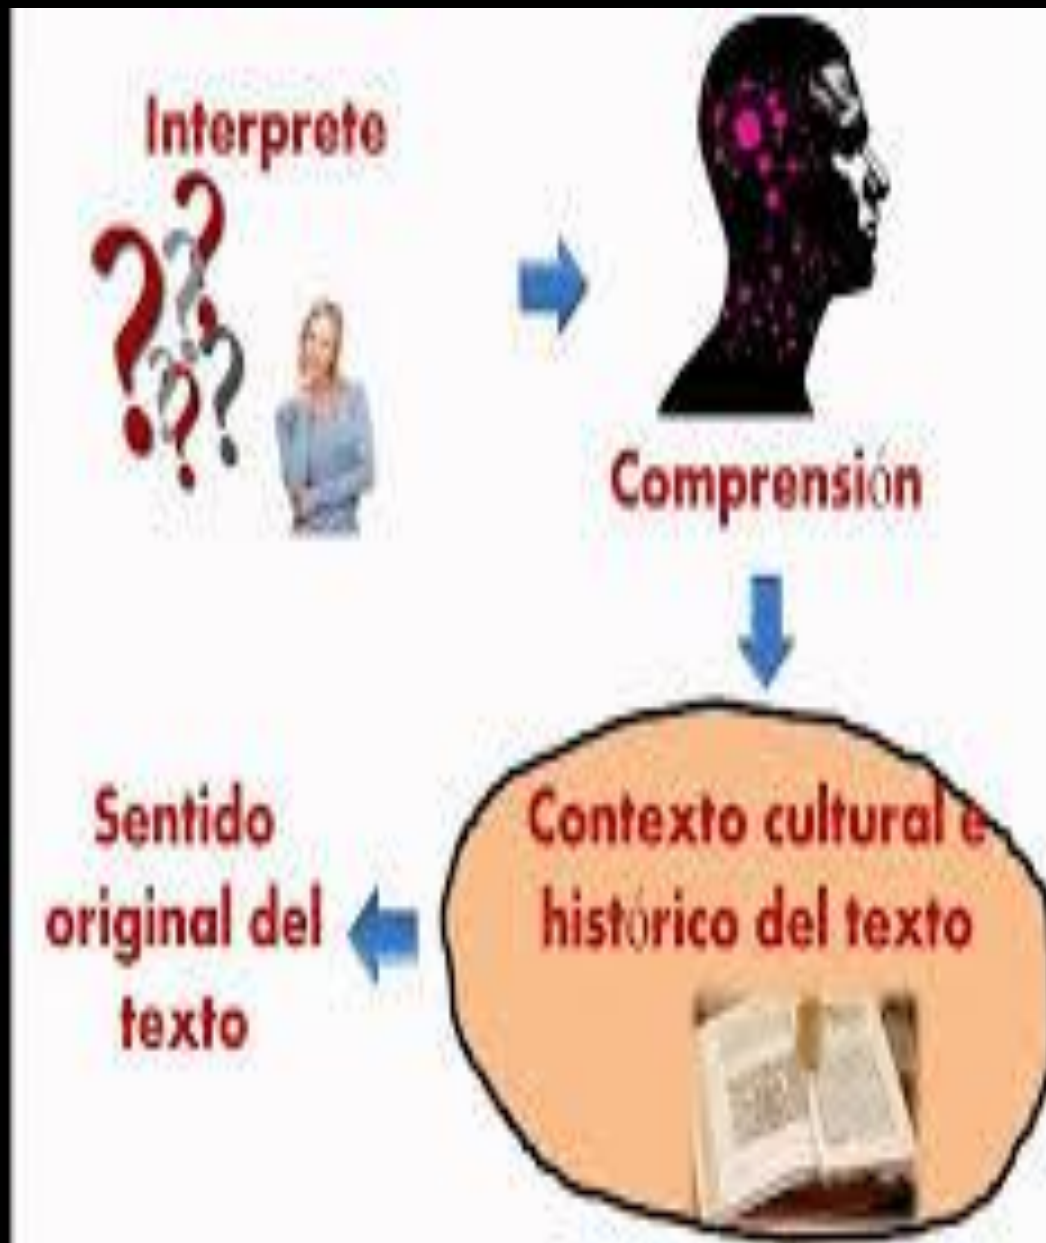 Interprete
Comprensión
Contexto cultural e
histórico del texto
Sentido
original del
texto